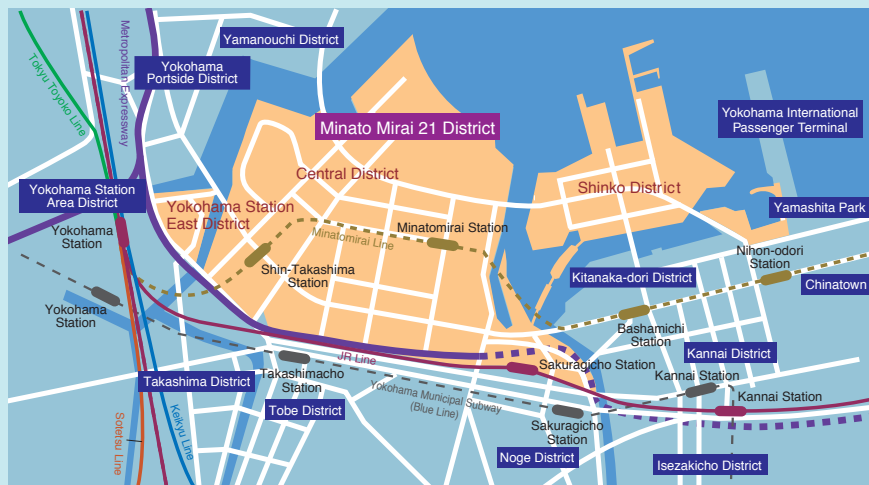 Yamanouchi District
Yokohama
Portside District
Metropolitan Expressway
Tokyu Toyoko Line
Minato Mirai 21 District
Yokohama International
Passenger Terminal
Central District
Shinko District
Yokohama Station
Area District
Yokohama Station
East District
Yamashita Park
Yokohama
Station
Minatomirai Line
Minatomirai Station
Nihon-odori
Station
Shin-Takashima
Station
Kitanaka-dori District
Chinatown
Yokohama
Station
Bashamichi
Station
JR Line
Kannai District
Takashima District
Takashimacho
Station
Sakuragicho Station
Kannai Station
Kannai Station
Yokohama Municipal Subway
(Blue Line)
Tobe District
Sakuragicho
Station
Sotetsu Line
Keikyu Line
Noge District
Isezakicho District